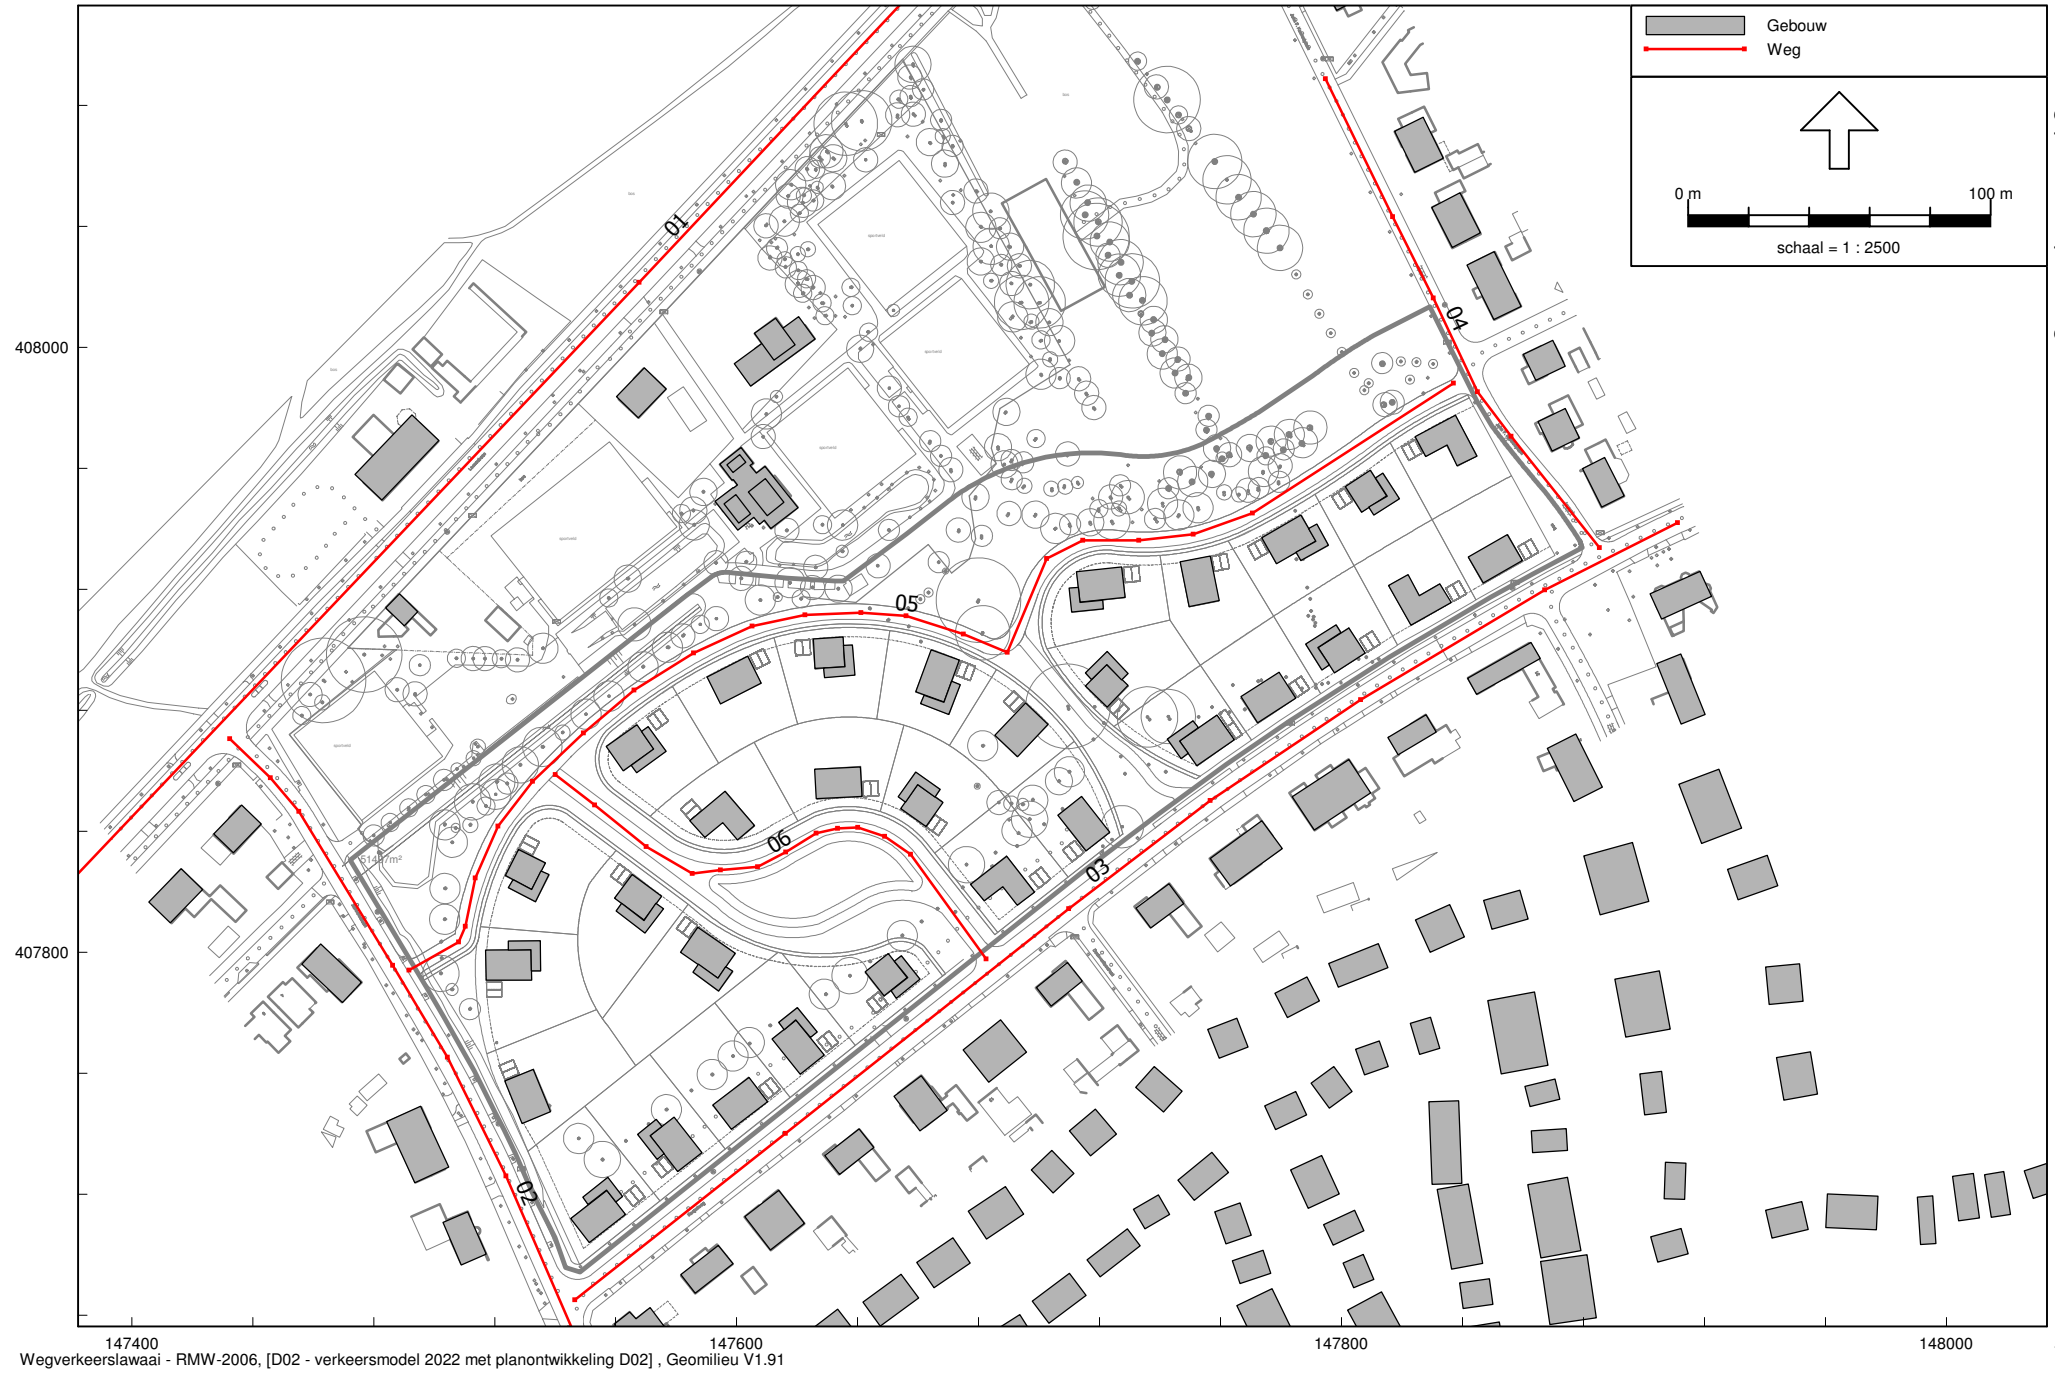 Gebouw
Weg
0 m 100 m
schaal = 1 : 2500
01
04
408000
05
06
03
407800
02
147400 147600 147800 148000
Wegverkeerslawaai - RMW-2006, [D02 - verkeersmodel 2022 met planontwikkeling D02] , Geomilieu V1.91